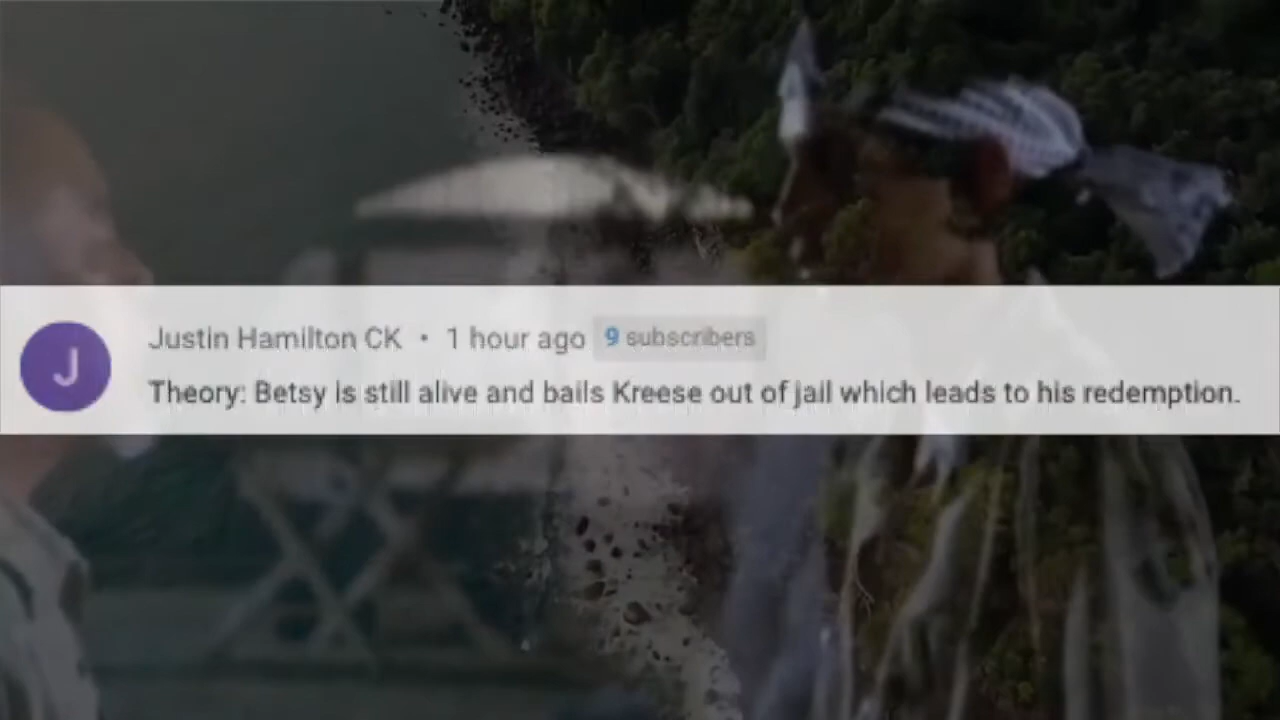 J
Justin Hamilton CK • 1 hour ago 9 subscribers
Theory: Betsy is still alive and bails Kreese out of jail which leads to his redemption.